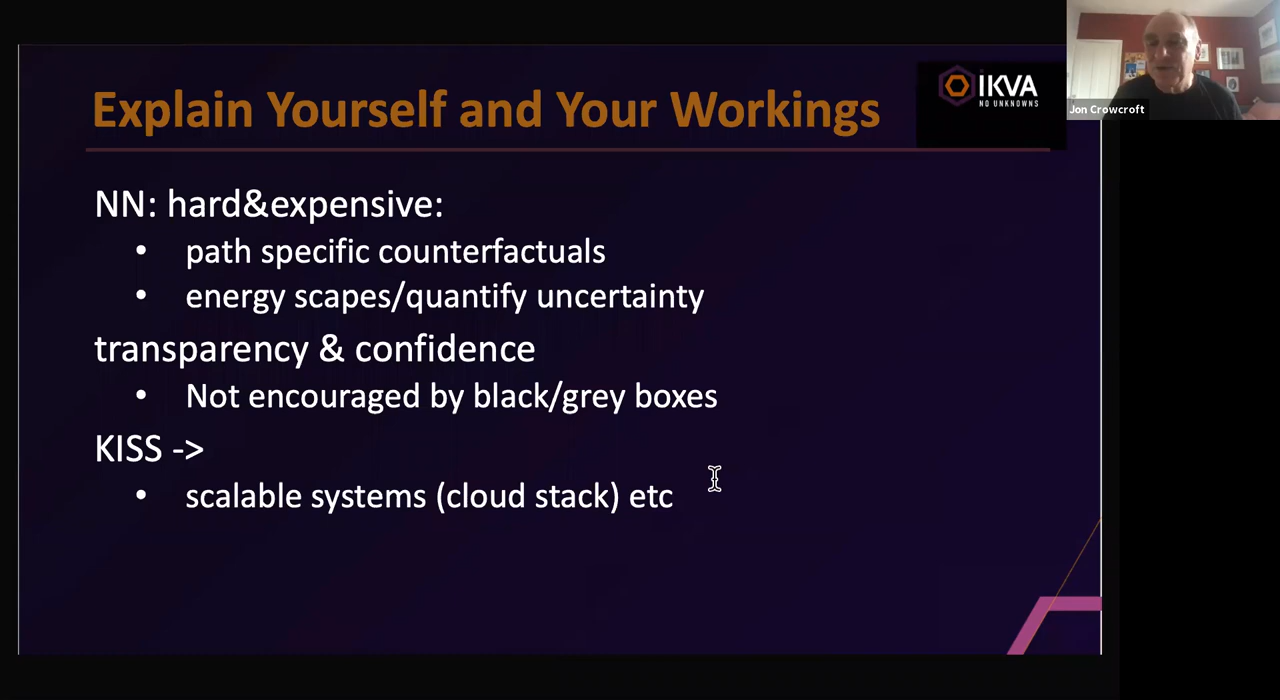 Explain Yourself and Your Workings
IKVA
NO UNKNOWNS
Jon Crowcroft
NN: hard&expensive:
• path specific counterfactuals
• energy scapes/quantify uncertainty
transparency & confidence
• Not encouraged by black/grey boxes
KISS ->
• scalable systems (cloud stack) etc